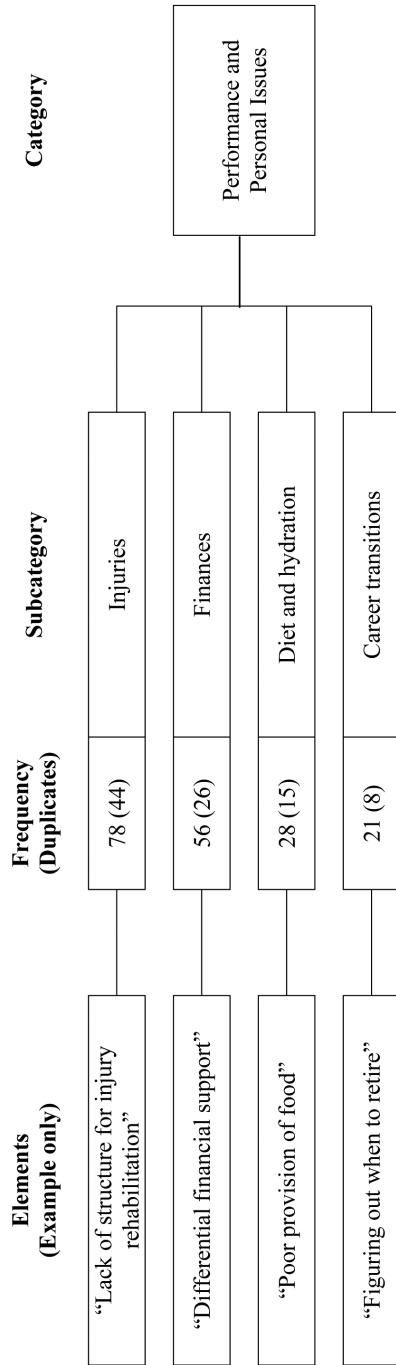 Elements
(Example only)
Frequency
(Duplicates)
Subcategory
Category
“Lack of structure for injury
rehabilitation”
78 (44)
Injuries
“Differential financial support”
56 (26)
Finances
“Poor provision of food”
28 (15)
Diet and hydration
“Figuring out when to retire”
21 (8)
Career transitions
Performance and
Personal Issues